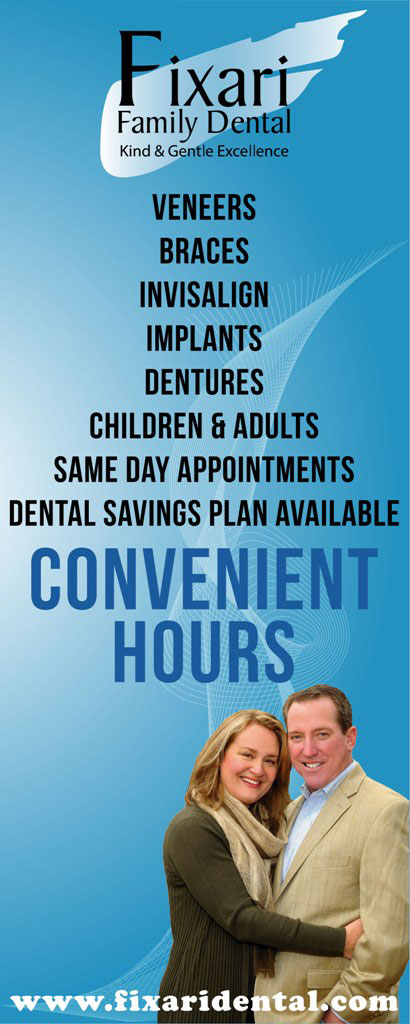 Fixari
Family Dental
Kind & Gentle Excellence
VENEERS
BRACES
INVISALIGN
IMPLANTS
DENTURES
CHILDREN & ADULTS
SAME DAY APPOINTMENTS
DENTAL SAVINGS PLAN AVAILABLE
CONVENIENT
HOURS
www.fixaridental.com